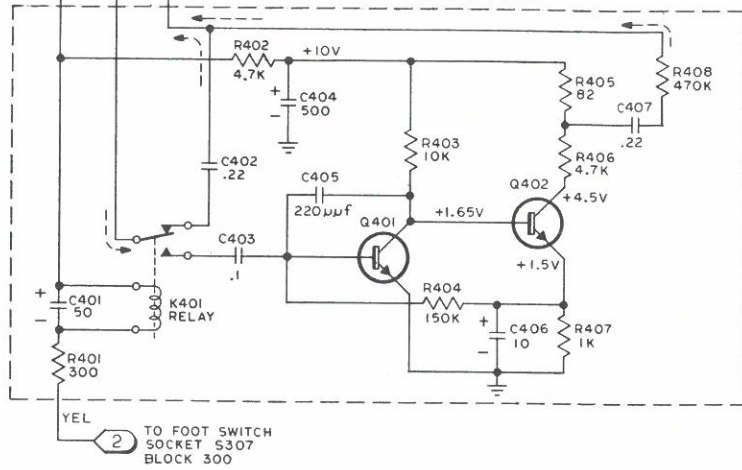 R402
4.7K
+10V
+
C404
-
500
R405
82
R408
470K
C407
.22
R403
10K
R406
4.7K
C402
.22
C405
220µµf
Q402
+4.5V
Q401
+1.65V
C403
.1
+1.5V
R404
150K
+
C401
-
50
K401
RELAY
+
C406
10
-
R407
1K
R401
300
YEL
2
TO FOOT SWITCH
SOCKET S307
BLOCK 300